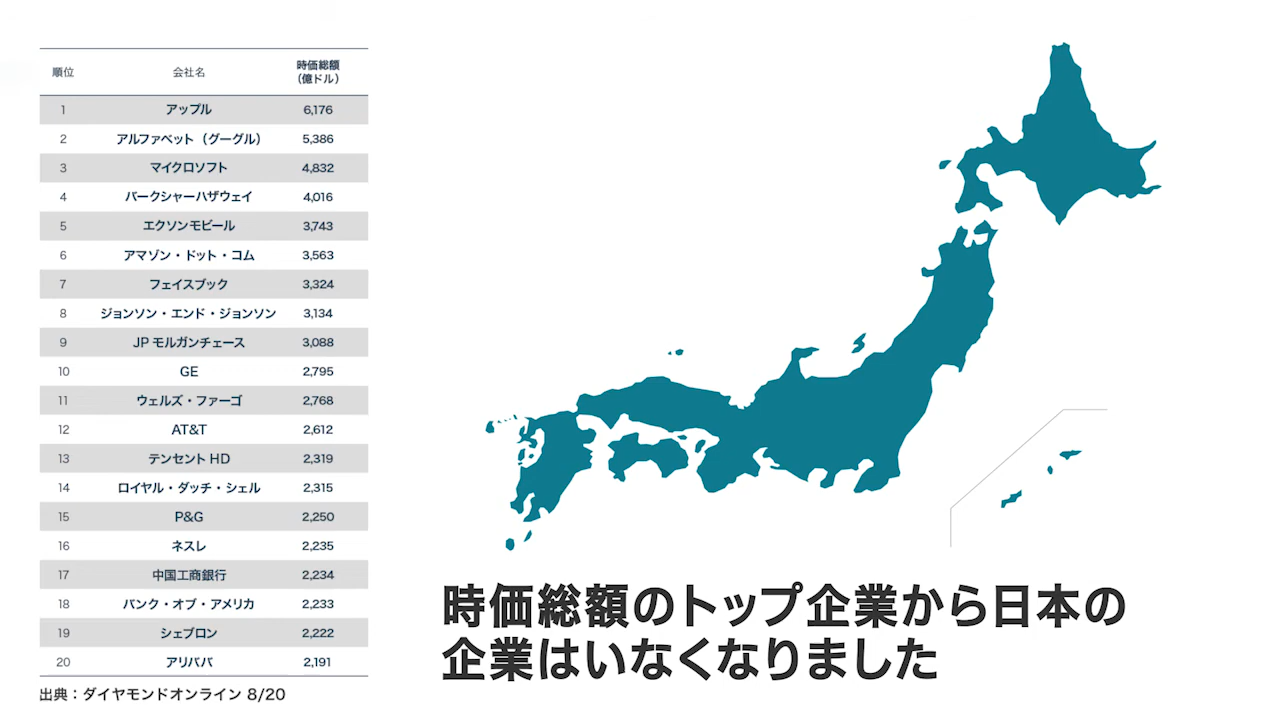 順位 会社名 時価総額
(億ドル)
1 アップル 6,176
2 アルファベット（グーグル） 5,386
3 マイクロソフト 4,832
4 バークシャーハザウェイ 4,016
5 エクソンモビール 3,743
6 アマゾン・ドット・コム 3,563
7 フェイスブック 3,324
8 ジョンソン・エンド・ジョンソン 3,134
9 JPモルガンチェース 3,088
10 GE 2,795
11 ウェルズ・ファーゴ 2,768
12 AT&T 2,612
13 テンセントHD 2,319
14 ロイヤル・ダッチ・シェル 2,315
15 P&G 2,250
16 ネスレ 2,235
17 中国工商銀行 2,234
18 バンク・オブ・アメリカ 2,233
19 シェブロン 2,222
20 アリババ 2,191
出典：ダイヤモンドオンライン 8/20
時価総額のトップ企業から日本の
企業はいなくなりました